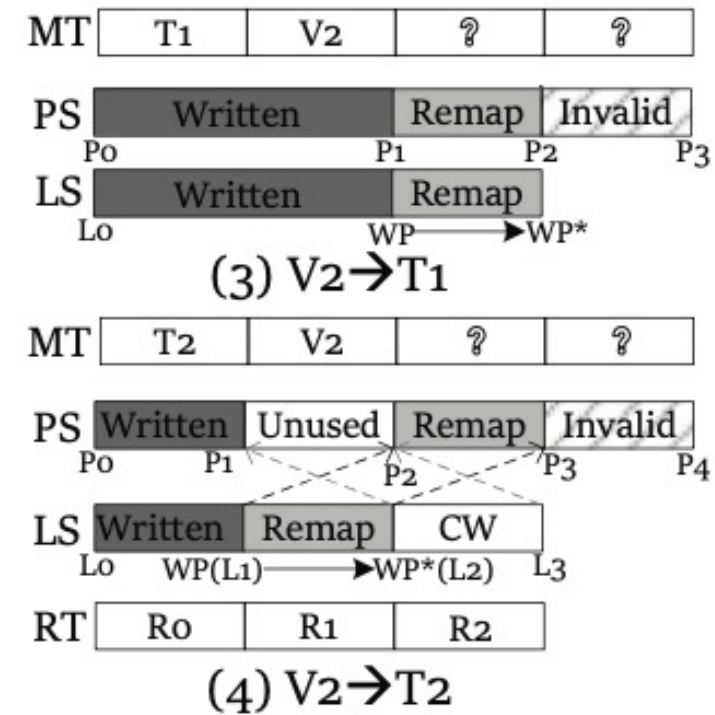 MT T1 V2 ? ?
PS Written Remap Invalid
P0 P1 P2 P3
LS Written Remap
L0 WP WP*
(3) V2→T1
MT T2 V2 ? ?
PS Written Unused Remap Invalid
P0 P1 P2 P3 P4
LS Written Remap CW
L0 WP(L1) WP*(L2) L3
RT R0 R1 R2
(4) V2→T2